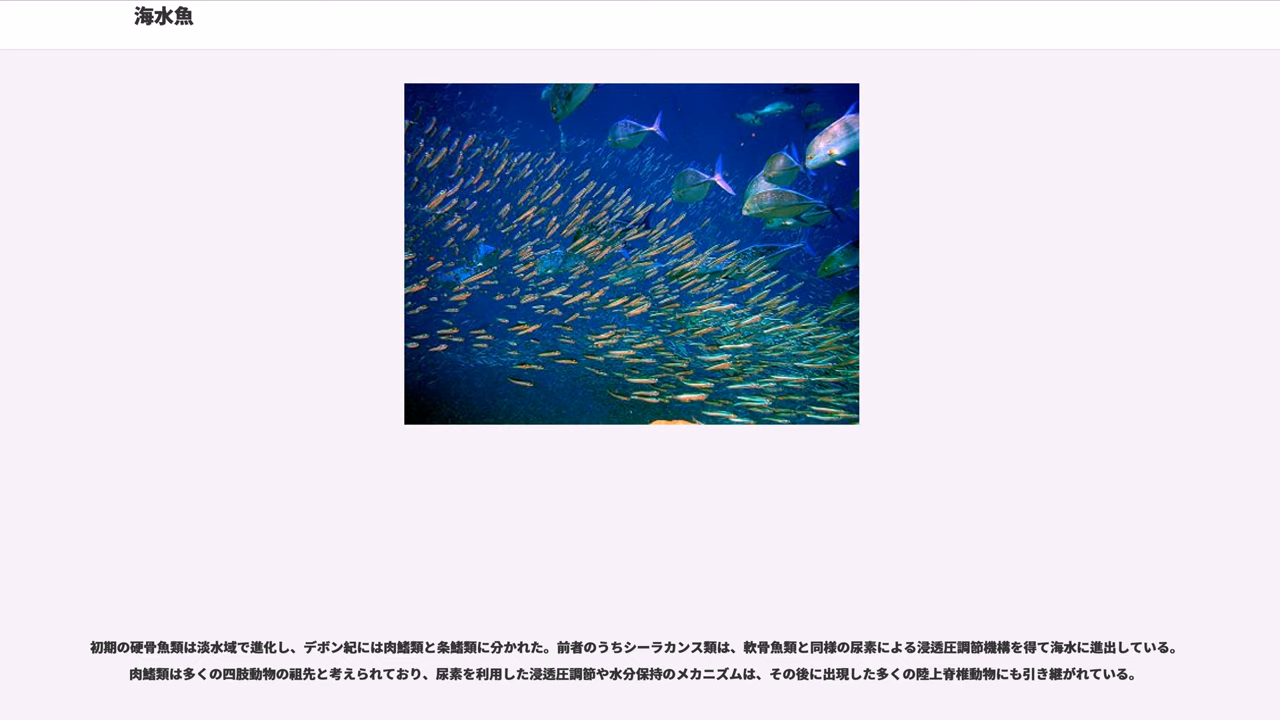 海水魚
初期の硬骨魚類は淡水域で進化し、デボン紀には肉鰭類と条鰭類に分かれた。前者のうちシーラカンス類は、軟骨魚類と同様の尿素による浸透圧調節機構を得て海水に進出している。
肉鰭類は多くの四肢動物の祖先と考えられており、尿素を利用した浸透圧調節や水分保持のメカニズムは、その後に出現した多くの陸上脊椎動物にも引き継がれている。